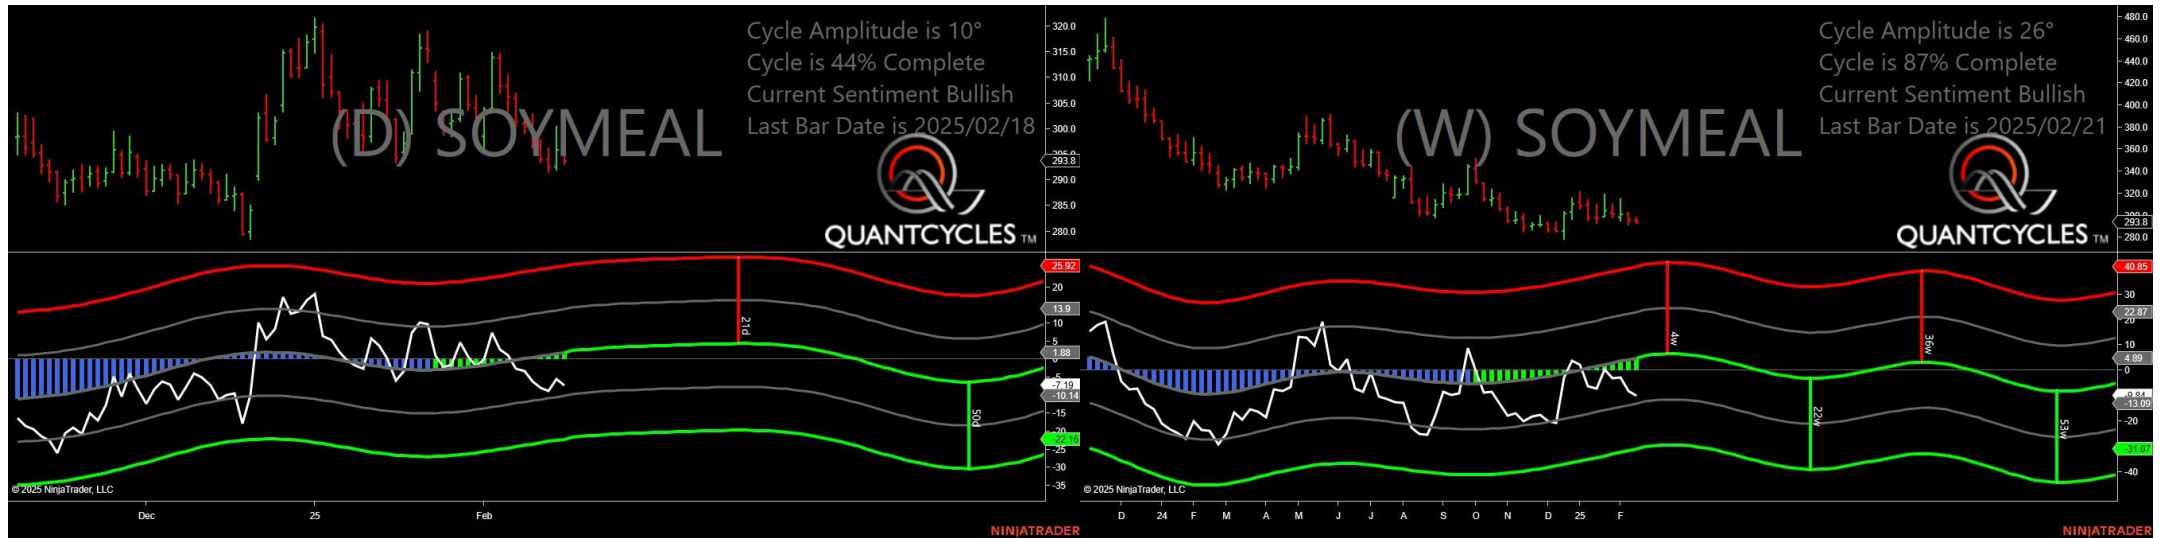 Cycle Amplitude is 10°
Cycle is 44% Complete
Current Sentiment Bullish
Last Bar Date is 2025/02/18
(D) SOYMEAL
QUANTCYCLES TM
320.0
315.0
310.0
305.0
300.0
295.0
293.8
290.0
285.0
280.0
25.92
20
13.9
10
5
1.88
-5
-7.19
-10.14
-15
-20
-22.16
-25
-30
-35
21d
50d
© 2025 NinjaTrader, LLC
Dec
25
Feb
NINJATRADER
Cycle Amplitude is 26°
Cycle is 87% Complete
Current Sentiment Bullish
Last Bar Date is 2025/02/21
(W) SOYMEAL
QUANTCYCLES TM
480.0
460.0
440.0
420.0
400.0
380.0
360.0
340.0
320.0
300.0
293.8
280.0
40.85
30
22.87
20
10
4.89
0
-9.84
-13.09
-20
-31.07
-40
4w
22w
36w
53w
© 2025 NinjaTrader, LLC
D 24 F M A M J J A S O N D 25 F
NINJATRADER